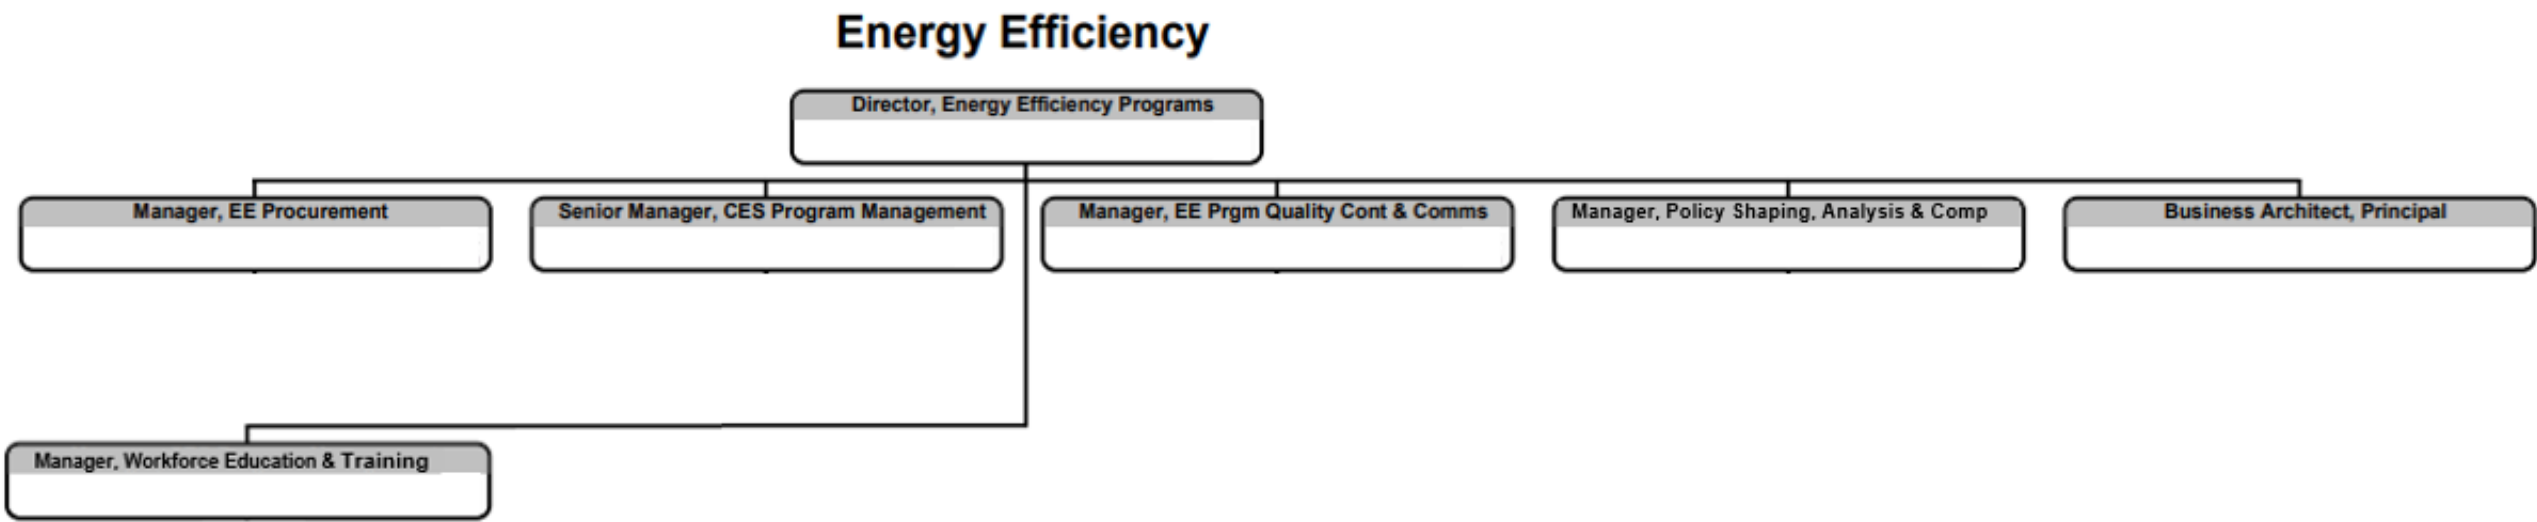 Energy Efficiency
Director, Energy Efficiency Programs
Manager, EE Procurement
Senior Manager, CES Program Management
Manager, EE Prgm Quality Cont & Comms
Manager, Policy Shaping, Analysis & Comp
Business Architect, Principal
Manager, Workforce Education & Training